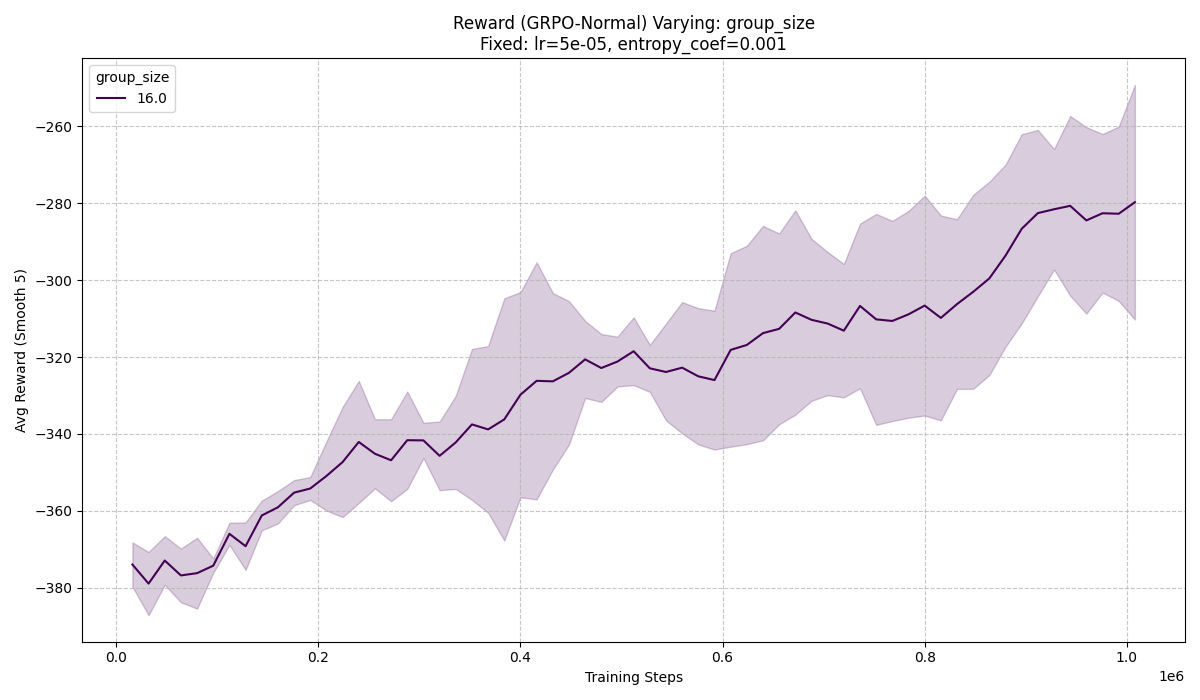 Reward (GRPO-Normal) Varying: group_size
Fixed: lr=5e-05, entropy_coef=0.001
group_size
16.0
Avg Reward (Smooth 5)
−260
−280
−300
−320
−340
−360
−380
0.0 0.2 0.4 0.6 0.8 1.0
1e6
Training Steps